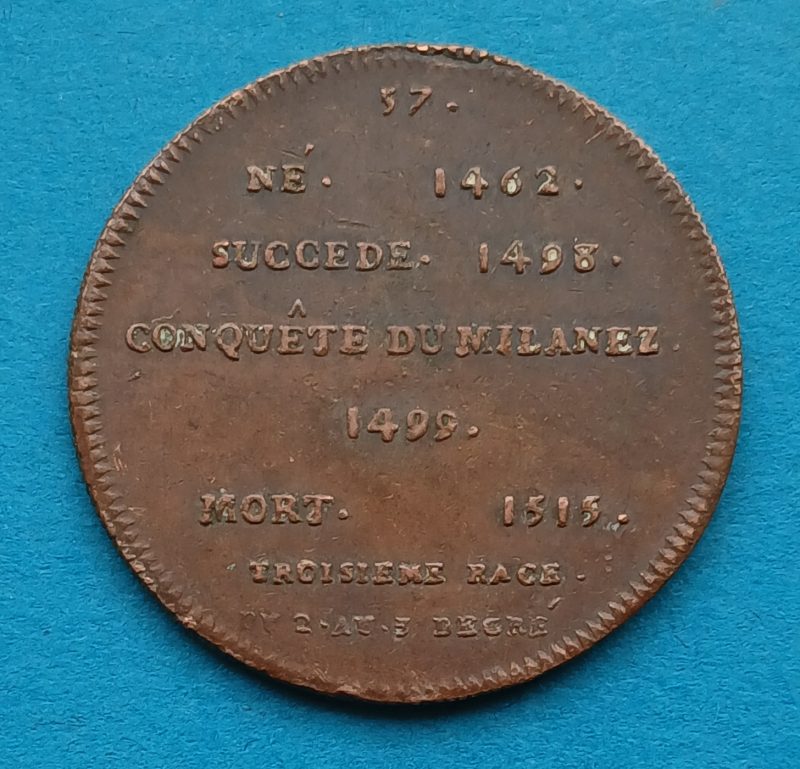 57.
NÉ. 1462.
SUCCEDE. 1498.
CONQUÊTE DU MILANEZ.
1499.
MORT. 1515.
TROISIEME RACE.
DU 2. AU. 5 DEGRÉ